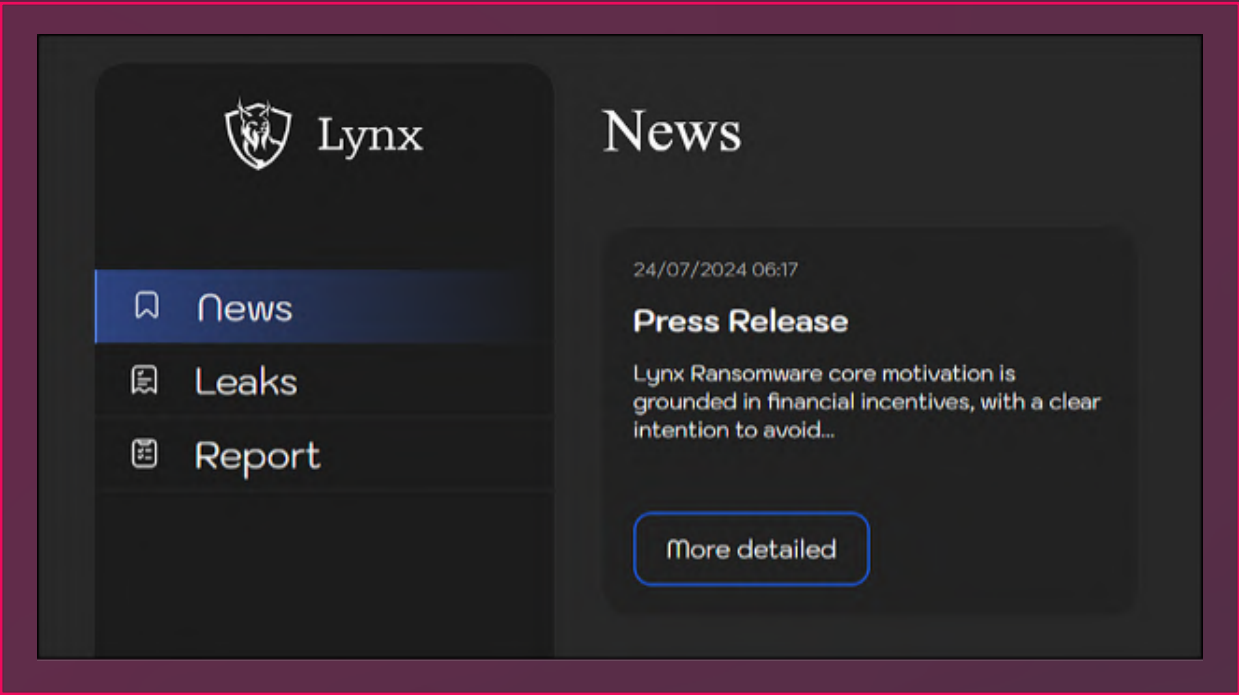 Lynx
News
Leaks
Report
News
24/07/2024 06:17
Press Release
Lynx Ransomware core motivation is
grounded in financial incentives, with a clear
intention to avoid...
More detailed